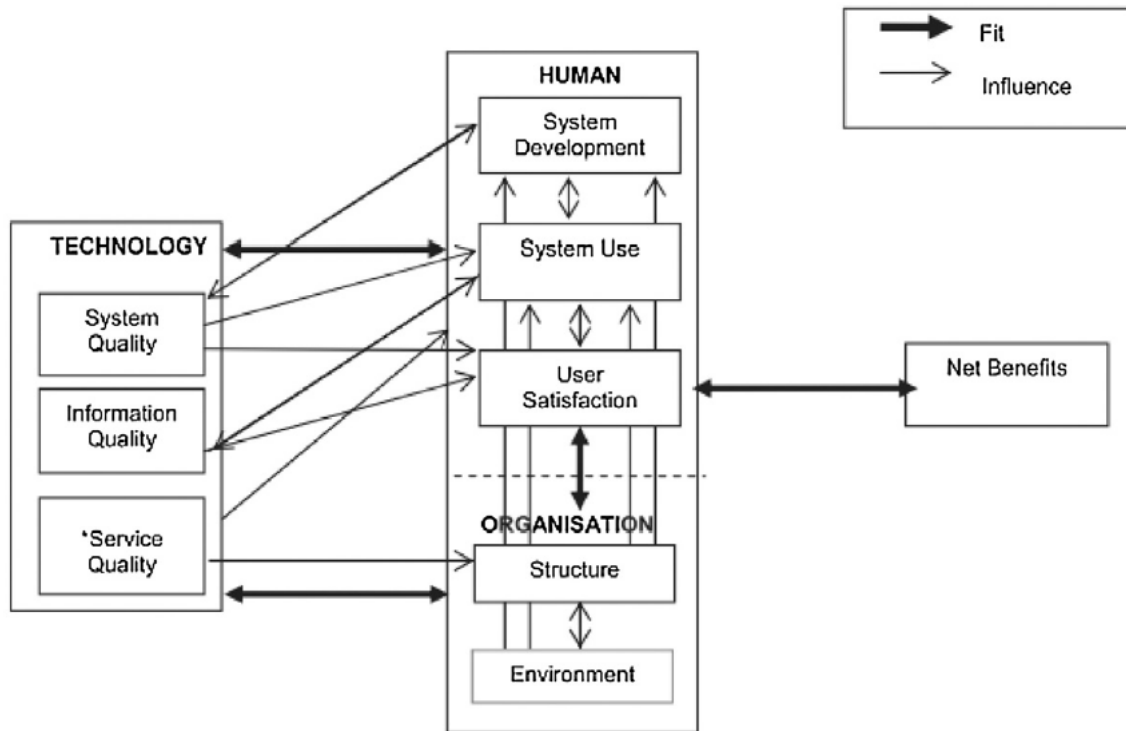 Fit
Influence
HUMAN
System
Development
TECHNOLOGY
System Use
System
Quality
User
Satisfaction
Net Benefits
Information
Quality
ORGANISATION
*Service
Quality
Structure
Environment